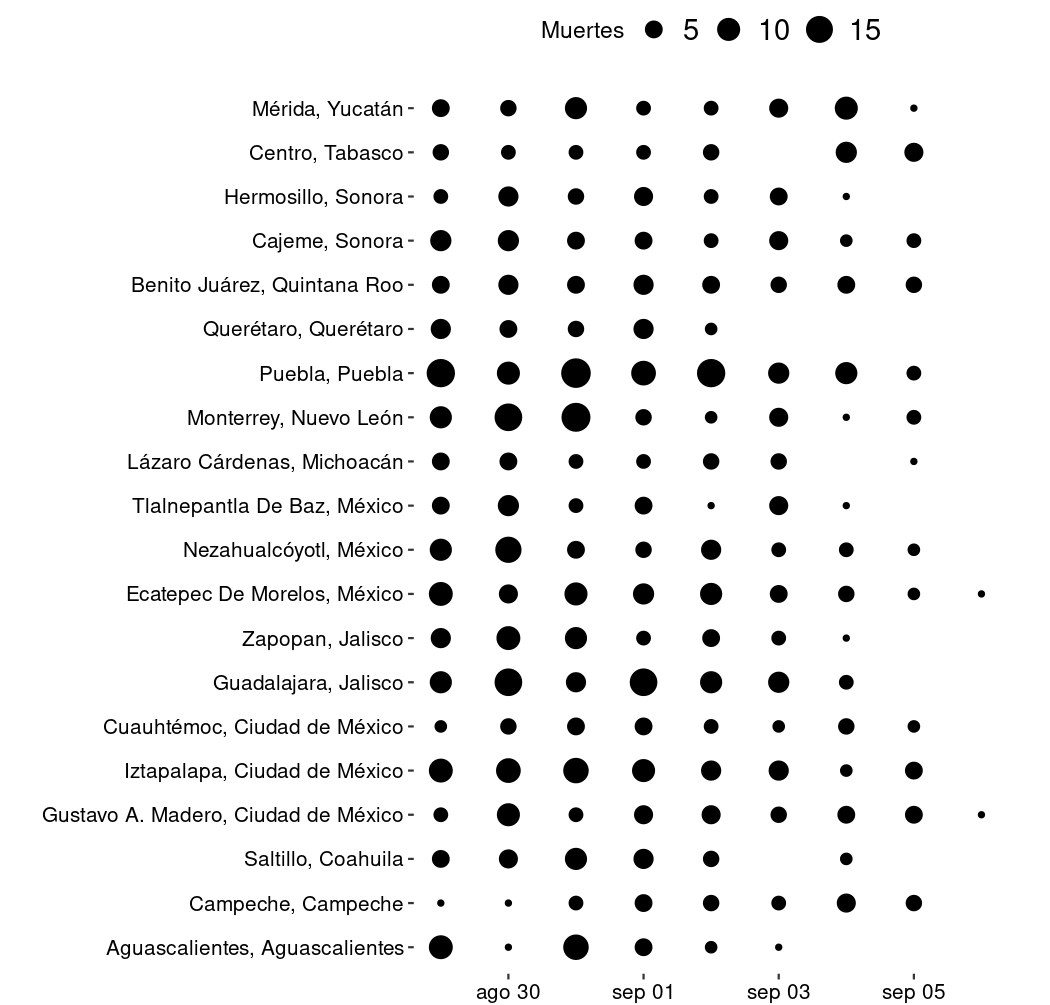 Muertes 5 10 15
Mérida, Yucatán
Centro, Tabasco
Hermosillo, Sonora
Cajeme, Sonora
Benito Juárez, Quintana Roo
Querétaro, Querétaro
Puebla, Puebla
Monterrey, Nuevo León
Lázaro Cárdenas, Michoacán
Tlalnepantla De Baz, México
Nezahualcóyotl, México
Ecatepec De Morelos, México
Zapopan, Jalisco
Guadalajara, Jalisco
Cuauhtémoc, Ciudad de México
Iztapalapa, Ciudad de México
Gustavo A. Madero, Ciudad de México
Saltillo, Coahuila
Campeche, Campeche
Aguascalientes, Aguascalientes
ago 30 sep 01 sep 03 sep 05